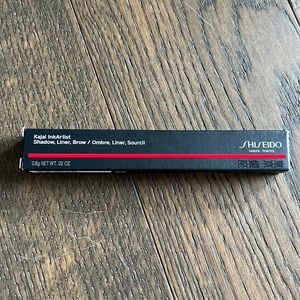 Kajal InkArtist
Shadow, Liner, Brow / Ombre, Liner, Sourcil
0.8g NET WT. .02 OZ.
SHISEIDO
GINZA TOKYO